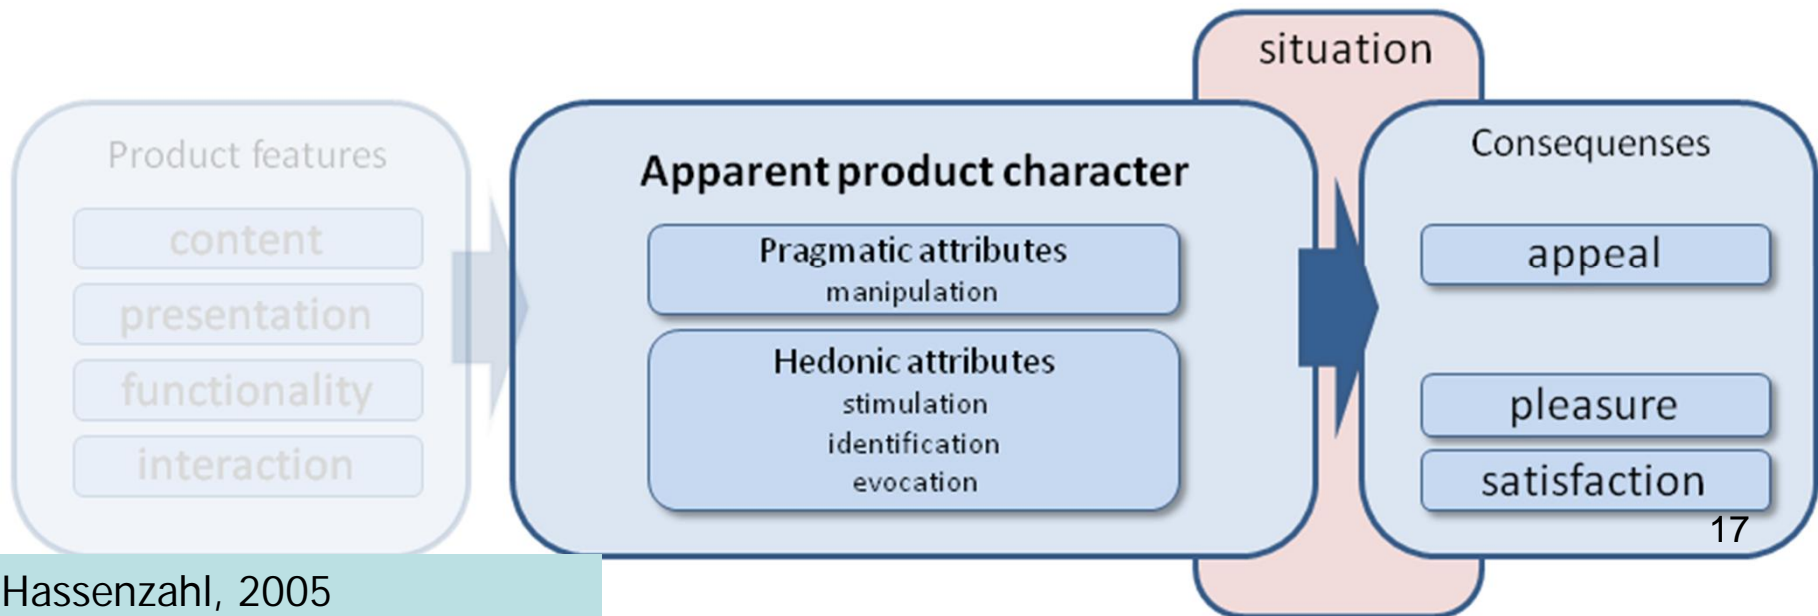 situation
Product features
content
presentation
functionality
interaction
Apparent product character
Pragmatic attributes
manipulation
Hedonic attributes
stimulation
identification
evocation
Consequenses
appeal
pleasure
satisfaction
17
Hassenzahl, 2005